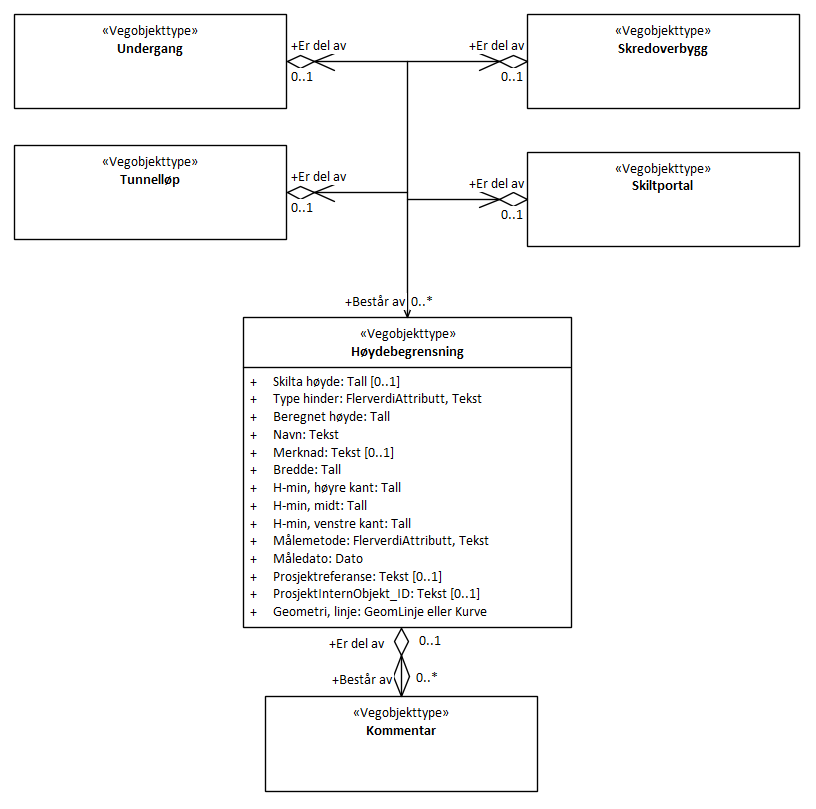 «Vegobjekttype»
Undergang
+Er del av
0..1
+Er del av
0..1
«Vegobjekttype»
Skredoverbygg
«Vegobjekttype»
Tunnelløp
+Er del av
0..1
+Er del av
0..1
«Vegobjekttype»
Skiltportal
+Består av 0..*
«Vegobjekttype»
Høydebegrensning
+ Skilta høyde: Tall [0..1]
+ Type hinder: FlerverdiAttributt, Tekst
+ Beregnet høyde: Tall
+ Navn: Tekst
+ Merknad: Tekst [0..1]
+ Bredde: Tall
+ H-min, høyre kant: Tall
+ H-min, midt: Tall
+ H-min, venstre kant: Tall
+ Målemetode: FlerverdiAttributt, Tekst
+ Måledato: Dato
+ Prosjektreferanse: Tekst [0..1]
+ ProsjektInternObjekt_ID: Tekst [0..1]
+ Geometri, linje: GeomLinje eller Kurve
+Er del av 0..1
+Består av 0..*
«Vegobjekttype»
Kommentar